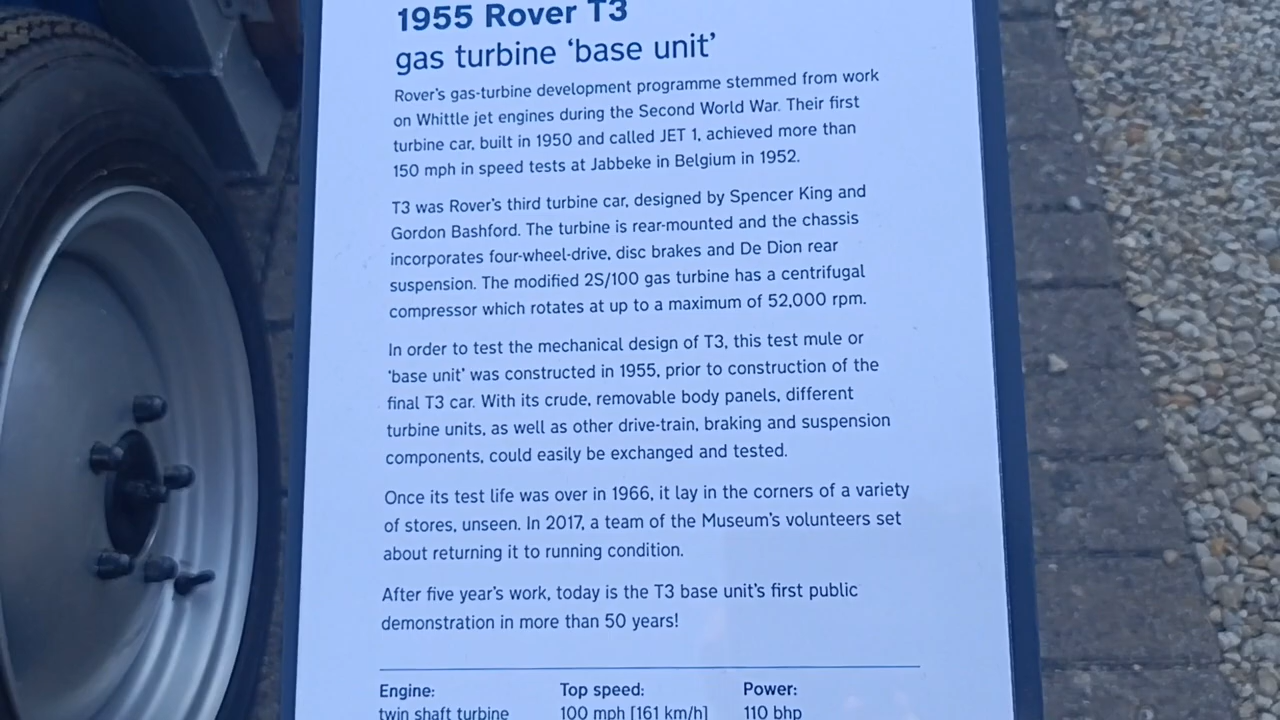 1955 Rover T3
gas turbine ‘base unit’
Rover’s gas-turbine development programme stemmed from work
on Whittle jet engines during the Second World War. Their first
turbine car, built in 1950 and called JET 1, achieved more than
150 mph in speed tests at Jabbeke in Belgium in 1952.
T3 was Rover’s third turbine car, designed by Spencer King and
Gordon Bashford. The turbine is rear-mounted and the chassis
incorporates four-wheel-drive, disc brakes and De Dion rear
suspension. The modified 2S/100 gas turbine has a centrifugal
compressor which rotates at up to a maximum of 52,000 rpm.
In order to test the mechanical design of T3, this test mule or
‘base unit’ was constructed in 1955, prior to construction of the
final T3 car. With its crude, removable body panels, different
turbine units, as well as other drive-train, braking and suspension
components, could easily be exchanged and tested.
Once its test life was over in 1966, it lay in the corners of a variety
of stores, unseen. In 2017, a team of the Museum’s volunteers set
about returning it to running condition.
After five year’s work, today is the T3 base unit’s first public
demonstration in more than 50 years!
Engine: Top speed: Power:
twin shaft turbine 100 mph [161 km/h] 110 bhp